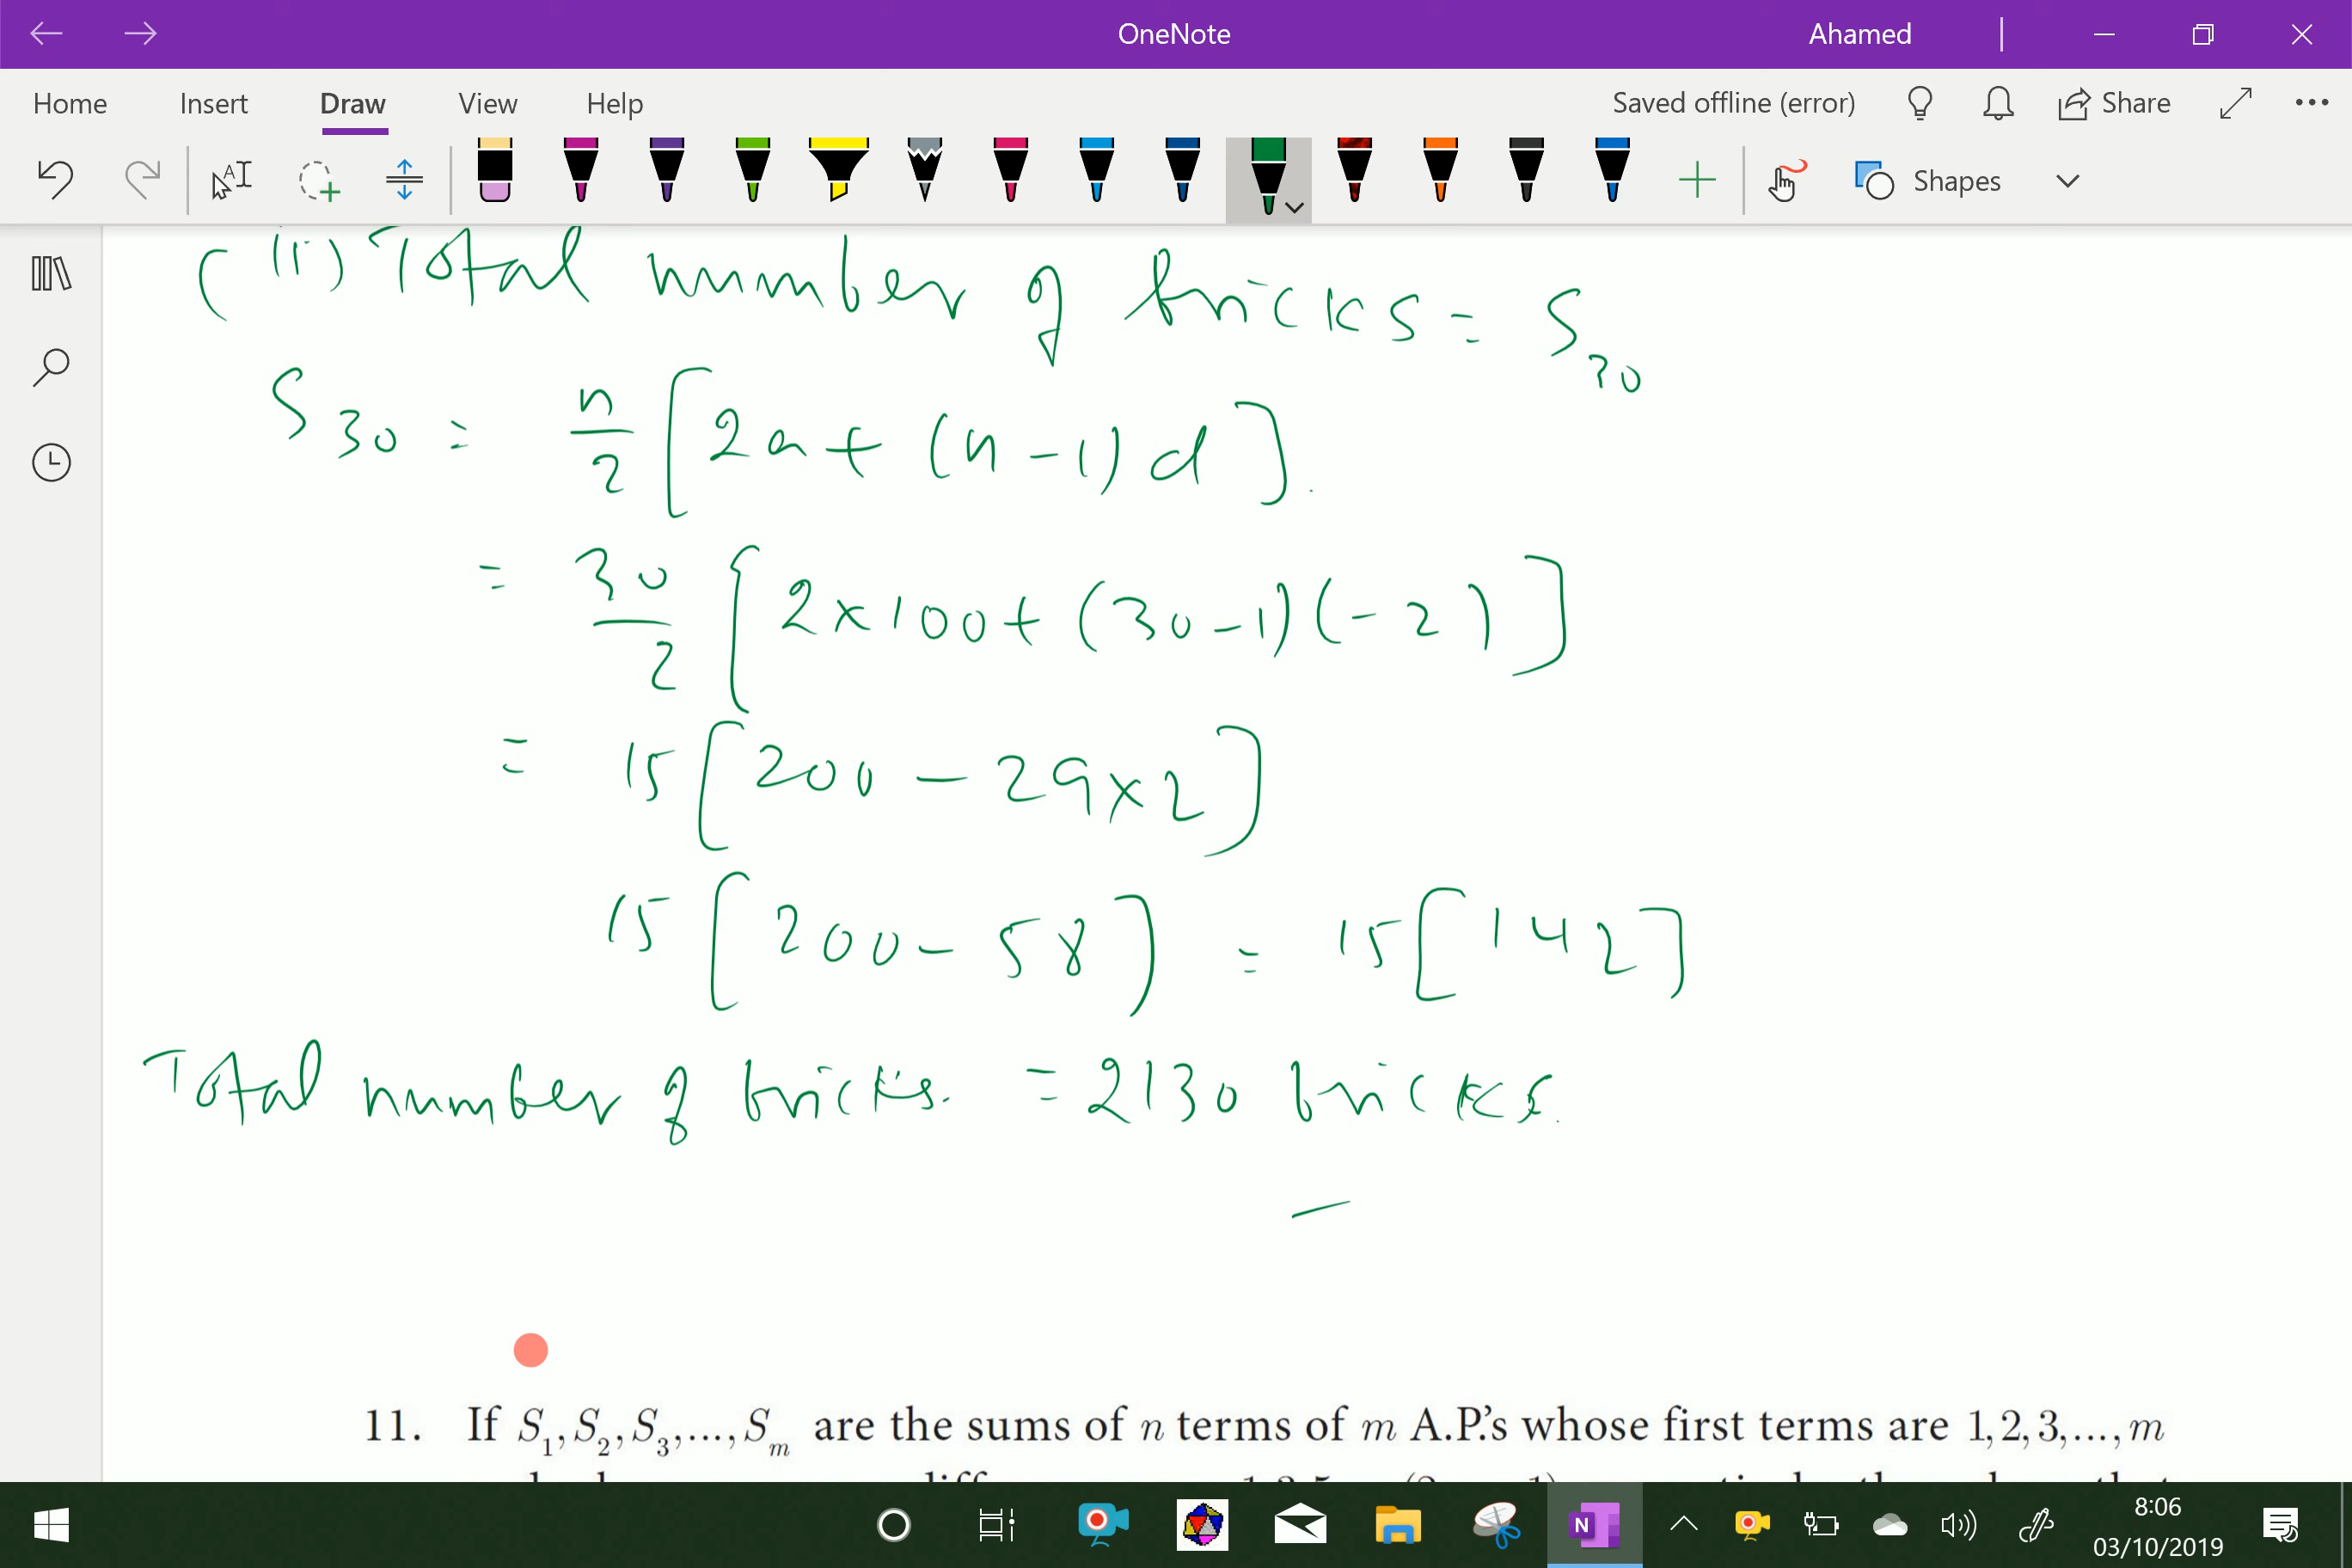 OneNote
Ahamed
Home Insert Draw View Help
Saved offline (error) Share
Shapes
(ii) Total number of bricks = S30
S30 = n/2 [2a + (n-1)d].
= 30/2 [2×100 + (30-1)(-2)]
= 15[200 - 29×2]
15[200 - 58] = 15[142]
Total number of bricks. = 2130 bricks.
11. If S1, S2, S3,..., Sm are the sums of n terms of m A.P.'s whose first terms are 1, 2, 3,..., m
8:06
03/10/2019